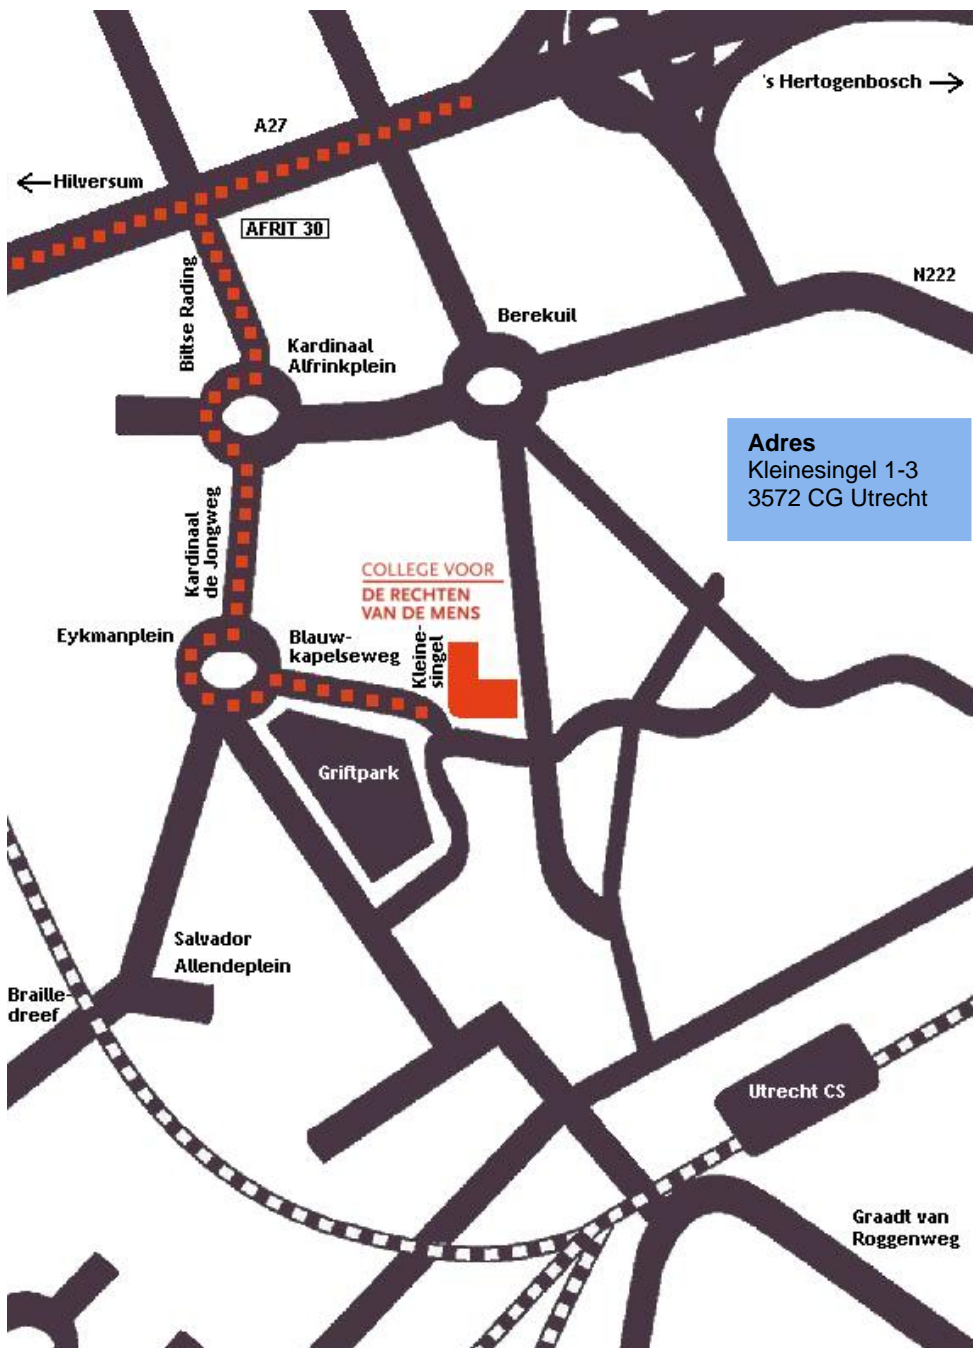 's Hertogenbosch
A27
Hilversum
AFRIT 30
N222
Biltse Rading
Berekuil
Kardinaal
Alfrinkplein
Adres
Kleinesingel 1-3
3572 CG Utrecht
Kardinaal
de Jongweg
COLLEGE VOOR
DE RECHTEN
VAN DE MENS
Eykmanplein
Blauw-
kapelseweg
Kleine-
singel
Griftpark
Salvador
Allendeplein
Braille-
dreef
Utrecht CS
Graadt van
Roggenweg